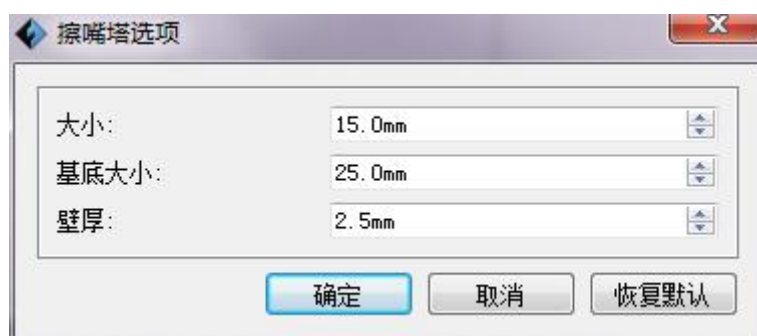 擦嘴塔选项
大小: 15.0mm
基底大小: 25.0mm
壁厚: 2.5mm
确定 取消 恢复默认